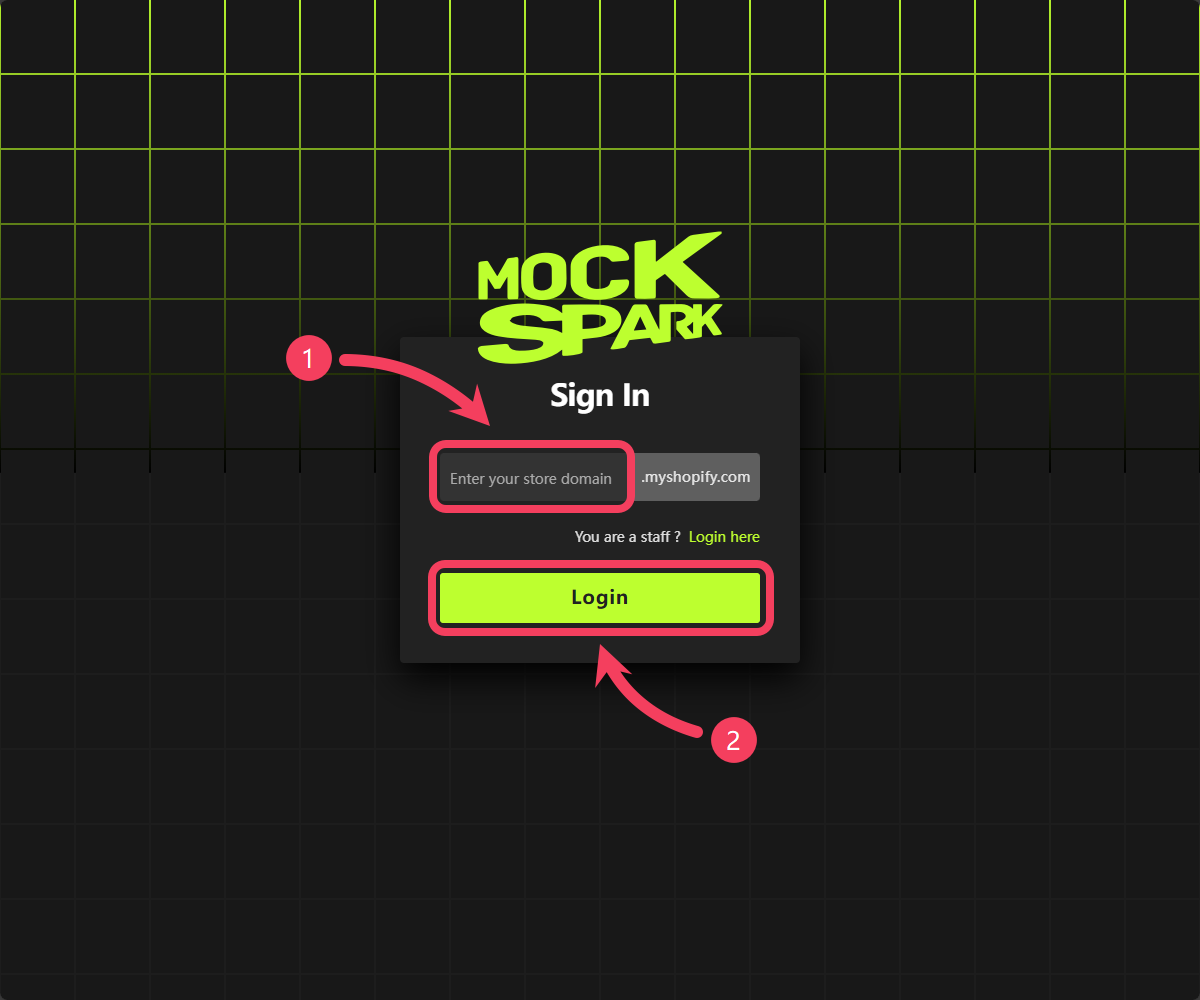 MOCK
SPARK
1
Sign In
Enter your store domain .myshopify.com
You are a staff ? Login here
Login
2